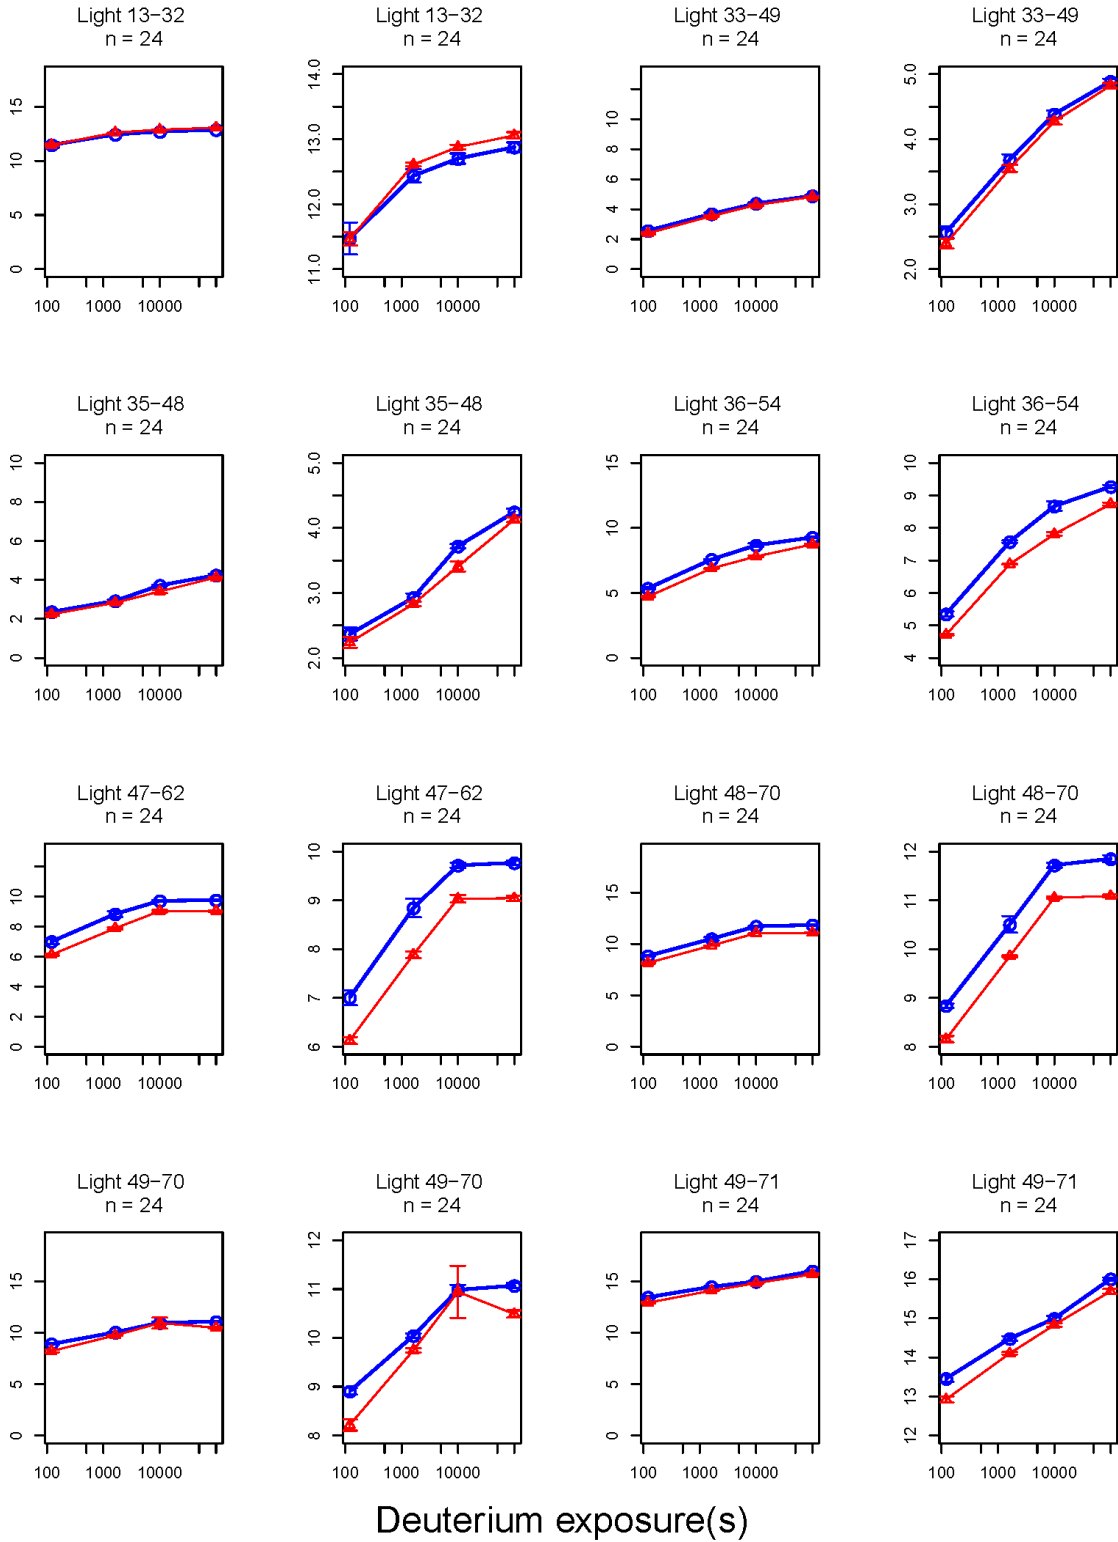 Light 13−32 Light 13−32 Light 33−49 Light 33−49
n = 24 n = 24 n = 24 n = 24
15 14.0 10 5.0
10 13.0 8 4.0
5 12.0 6 3.0
0 11.0 4 2.0
2
0
100 1000 10000 100 1000 10000 100 1000 10000 100 1000 10000
Light 35−48 Light 35−48 Light 36−54 Light 36−54
n = 24 n = 24 n = 24 n = 24
10 5.0 15 10
8 4.0 10 9
6 3.0 5 8
4 2.0 0 7
2 6
0 5
4
100 1000 10000 100 1000 10000 100 1000 10000 100 1000 10000
Light 47−62 Light 47−62 Light 48−70 Light 48−70
n = 24 n = 24 n = 24 n = 24
10 10 15 12
8 9 10 11
6 8 5 10
4 7 0 9
2 6 8
0
100 1000 10000 100 1000 10000 100 1000 10000 100 1000 10000
Light 49−70 Light 49−70 Light 49−71 Light 49−71
n = 24 n = 24 n = 24 n = 24
15 12 15 17
10 11 10 16
5 10 5 15
0 9 0 14
8 13
12
100 1000 10000 100 1000 10000 100 1000 10000 100 1000 10000
Deuterium exposure(s)